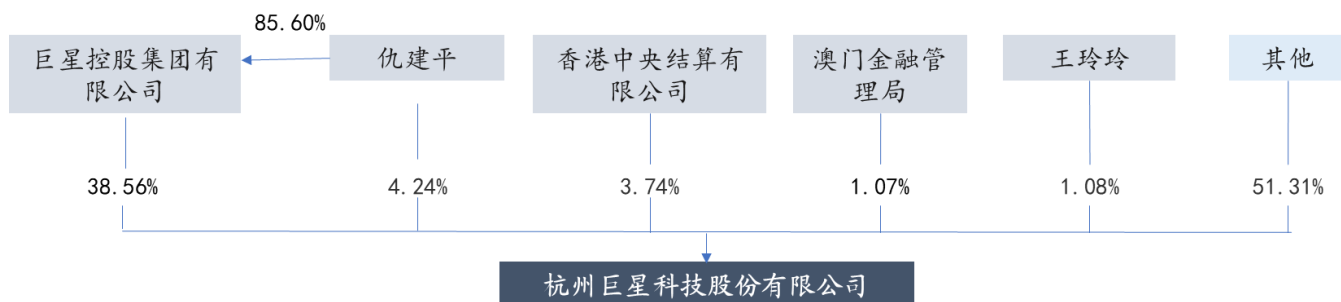 85.60%
巨星控股集团有
限公司
仇建平
香港中央结算有
限公司
澳门金融管
理局
王玲玲
其他
38.56%
4.24%
3.74%
1.07%
1.08%
51.31%
杭州巨星科技股份有限公司